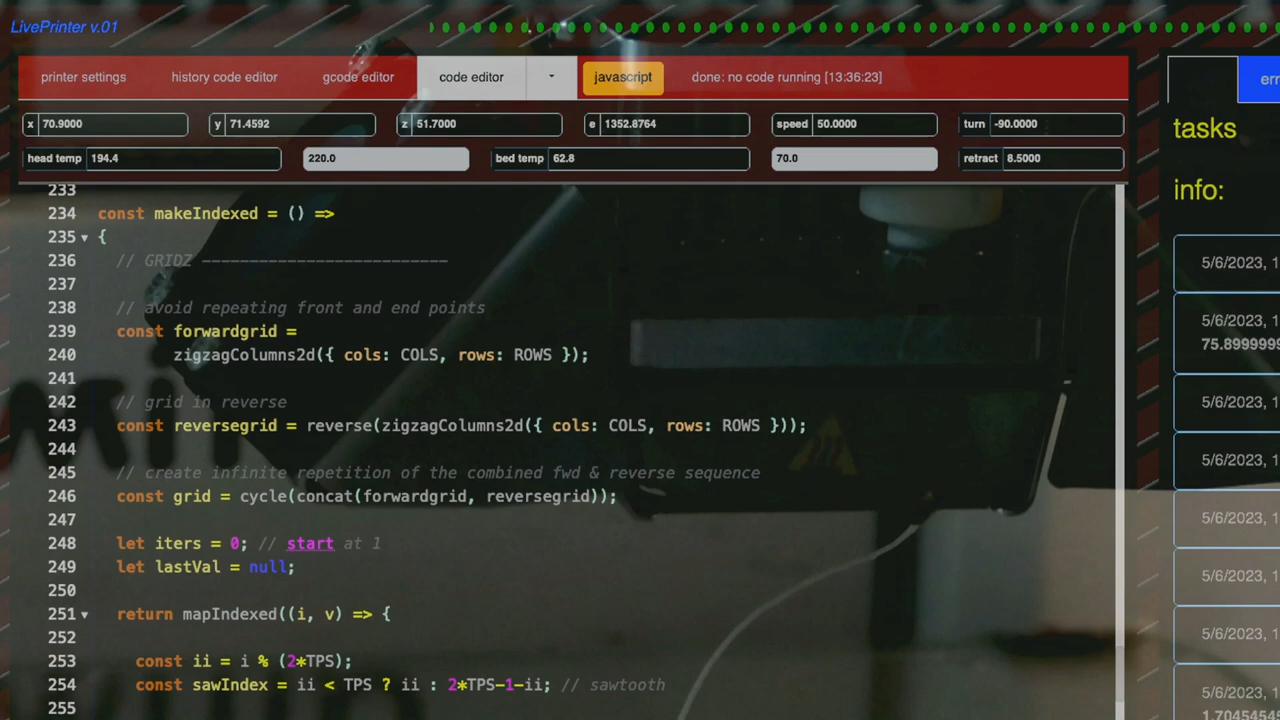 LivePrinter v.01
printer settings history code editor gcode editor code editor javascript done: no code running [13:36:23]
x 70.9000 y 71.4592 z 51.7000 e 1352.8764 speed 50.0000 turn -90.0000
head temp 194.4 220.0 bed temp 62.8 70.0 retract 8.5000
233
234 const makeIndexed = () =>
235 {
236 // GRIDZ --------------------------
237
238 // avoid repeating front and end points
239 const forwardgrid =
240 zigzagColumns2d({ cols: COLS, rows: ROWS });
241
242 // grid in reverse
243 const reversegrid = reverse(zigzagColumns2d({ cols: COLS, rows: ROWS }));
244
245 // create infinite repetition of the combined fwd & reverse sequence
246 const grid = cycle(concat(forwardgrid, reversegrid));
247
248 let iters = 0; // start at 1
249 let lastVal = null;
250
251 return mapIndexed((i, v) => {
252
253 const ii = i % (2*TPS);
254 const sawIndex = ii < TPS ? ii : 2*TPS-1-ii; // sawtooth
255
err
tasks
info:
5/6/2023, 1
5/6/2023, 1
75.8999999
5/6/2023, 1
5/6/2023, 1
5/6/2023, 1
5/6/2023, 1
5/6/2023, 1
5/6/2023, 1
1.70454545